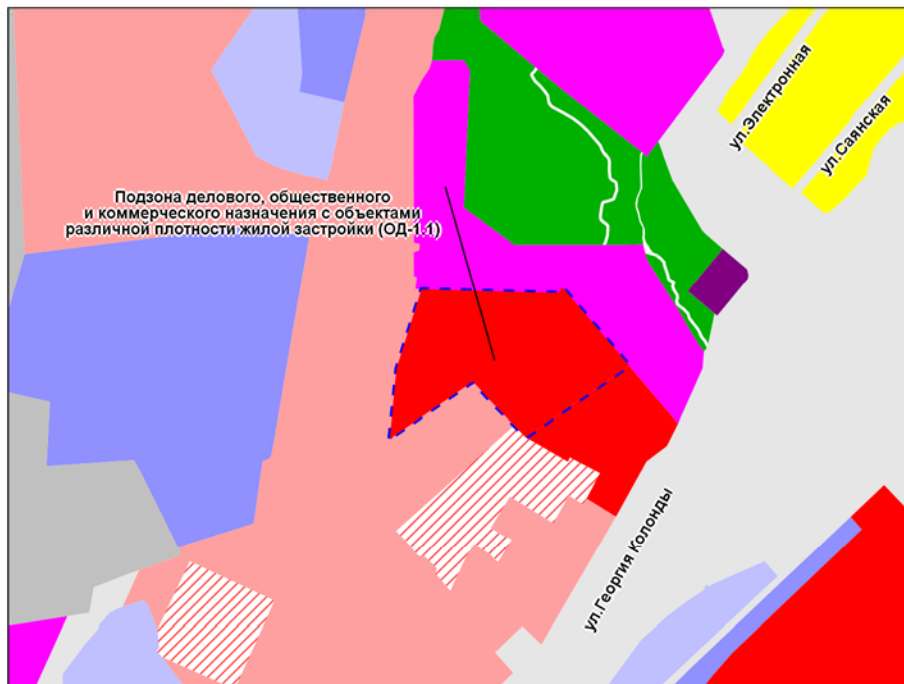 ул.Электронная
ул.Саянская
Подзона делового, общественного
и коммерческого назначения с объектами
различной плотности жилой застройки (ОД-1.1)
ул.Георгия Колонды